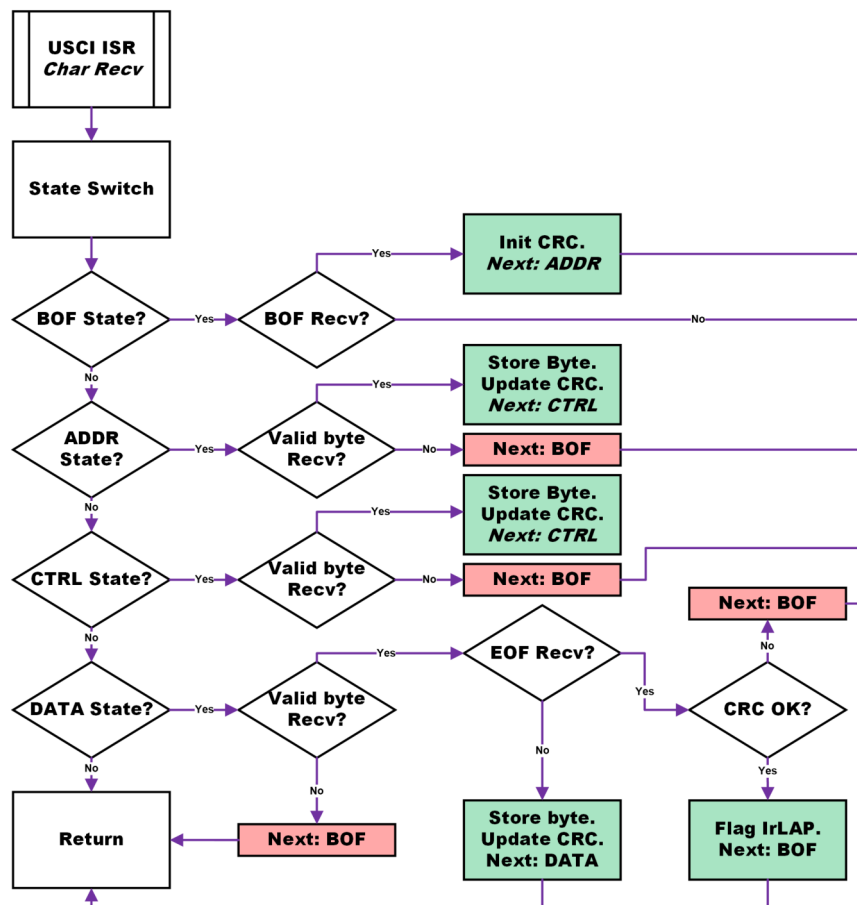 USCI ISR
Char Recv
State Switch
Init CRC.
Next: ADDR
Yes
BOF State?
Yes
BOF Recv?
No
No
Store Byte.
Update CRC.
Next: CTRL
Yes
ADDR
State?
Yes
Valid byte
Recv?
No
Next: BOF
No
Store Byte.
Update CRC.
Next: CTRL
Yes
CTRL State?
Yes
Valid byte
Recv?
No
Next: BOF
Next: BOF
No
No
Yes
EOF Recv?
DATA State?
Yes
Valid byte
Recv?
Yes
CRC OK?
No
No
No
Yes
Return
Next: BOF
Store byte.
Update CRC.
Next: DATA
Flag IrLAP.
Next: BOF